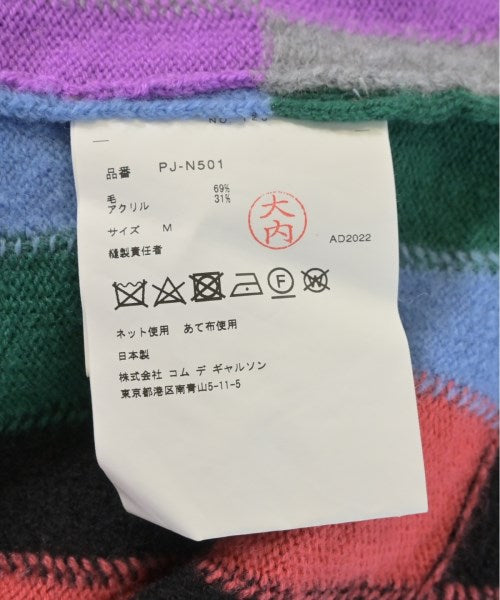 品番 PJ-N501
毛 69%
アクリル 31%
サイズ M
縫製責任者
大内
AD2022
F
W
ネット使用 あて布使用
日本製
株式会社 コム デ ギャルソン
東京都港区南青山5-11-5